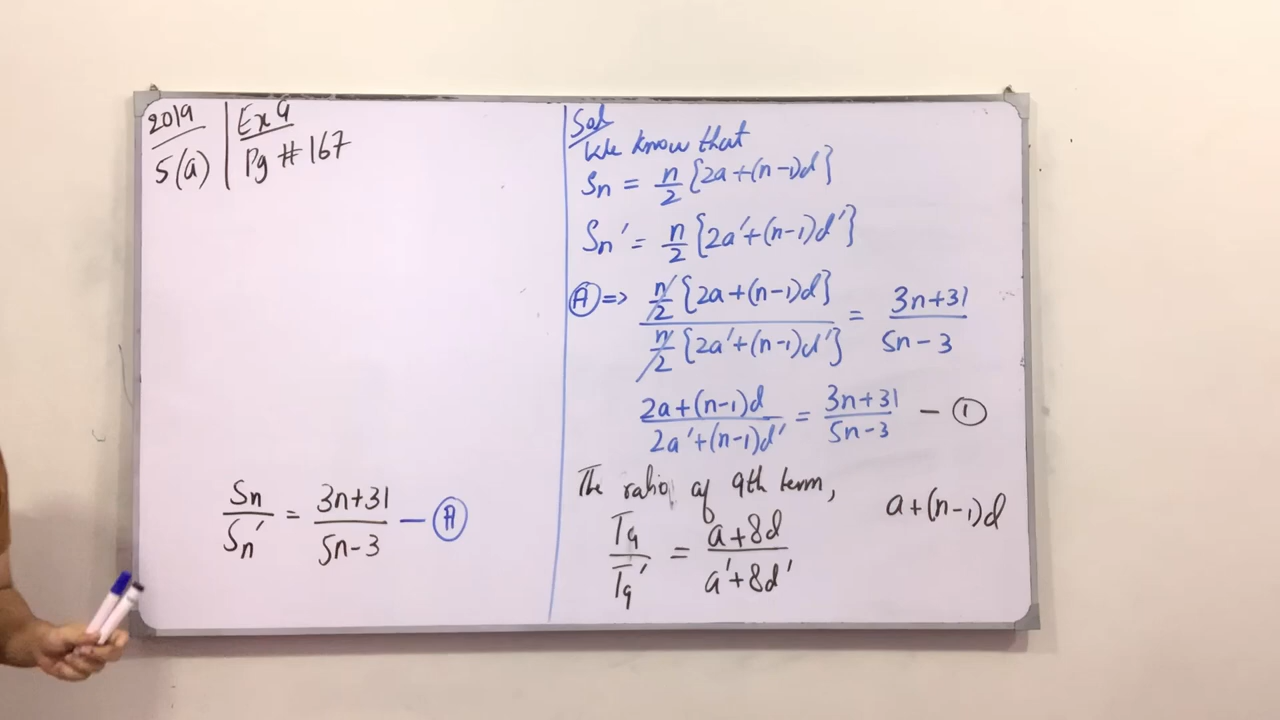 2019
5(a)
Ex 9
Pg # 167
Sn/Sn' = (3n+31)/(5n-3) — Ⓐ
Sol
We know that
Sn = n/2 {2a+(n-1)d}
Sn' = n/2 {2a'+(n-1)d'}
Ⓐ => n/2 {2a+(n-1)d} / n/2 {2a'+(n-1)d'} = (3n+31)/(5n-3)
2a+(n-1)d / 2a'+(n-1)d' = (3n+31)/(5n-3) — ①
The ratio of 9th term,
T9/T9' = (a+8d)/(a'+8d')
a+(n-1)d